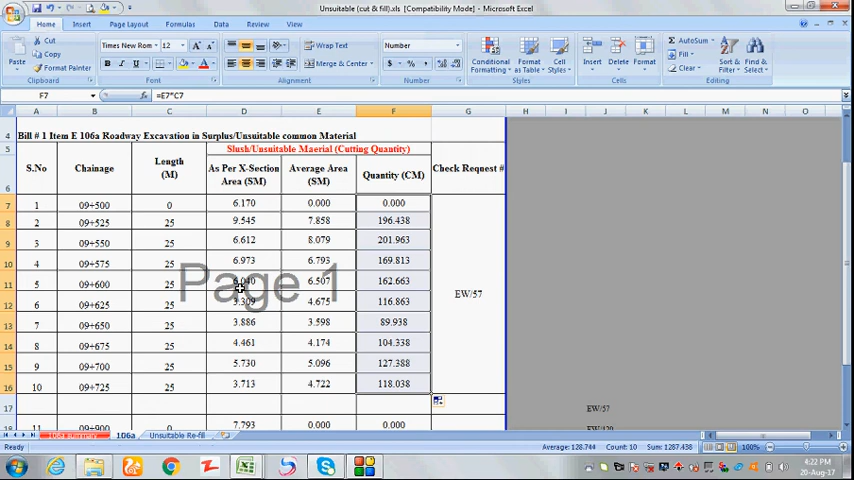 Unsuitable (cut & fill).xls [Compatibility Mode] - Microsoft Excel
Home Insert Page Layout Formulas Data Review View
Cut
Copy
Format Painter
Paste
Clipboard
Times New Rom 12
Font
Wrap Text
Merge & Center
Alignment
Number
Number
Conditional Formatting
Format as Table
Cell Styles
Styles
Insert Delete Format
Cells
AutoSum
Fill
Clear
Sort & Filter
Find & Select
Editing
F7 =E7*C7
A B C D E F G H I J K L M N O
4 Bill # 1 Item E 106a Roadway Excavation in Surplus/Unsuitable common Material
5 Slush/Unsuitable Maerial (Cutting Quantity)
6 S.No Chainage Length (M) As Per X-Section Area (SM) Average Area (SM) Quantity (CM) Check Request #
7 1 09+500 0 6.170 0.000 0.000
8 2 09+525 25 9.545 7.858 196.438
9 3 09+550 25 6.612 8.079 201.963
10 4 09+575 25 6.973 6.793 169.813
11 5 09+600 25 6.040 6.507 162.663
EW/57
12 6 09+625 25 3.309 4.675 116.863
13 7 09+650 25 3.886 3.598 89.938
14 8 09+675 25 4.461 4.174 104.338
15 9 09+700 25 5.730 5.096 127.388
16 10 09+725 25 3.713 4.722 118.038
Page 1
17 EW/57
18 11 09+900 0 7.793 0.000 0.000
106a summary 106a Unsuitable Re-fill
Ready Average: 128.744 Count: 10 Sum: 1287.438 100%
4:22 PM
20-Aug-17